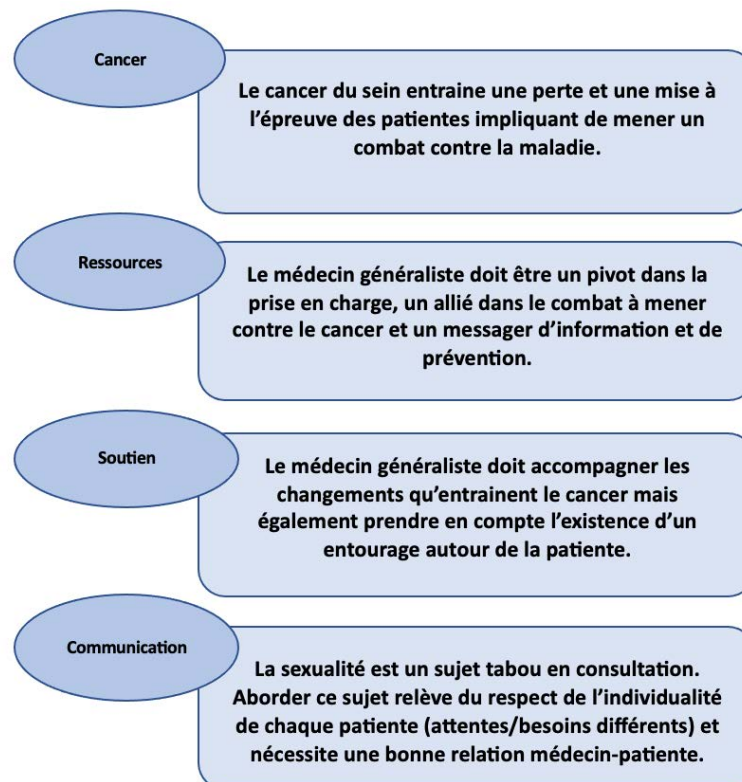 Cancer
Le cancer du sein entraine une perte et une mise à
l’épreuve des patientes impliquant de mener un
combat contre la maladie.
Ressources
Le médecin généraliste doit être un pivot dans la
prise en charge, un allié dans le combat à mener
contre le cancer et un messager d’information et de
prévention.
Soutien
Le médecin généraliste doit accompagner les
changements qu’entrainent le cancer mais
également prendre en compte l’existence d’un
entourage autour de la patiente.
Communication
La sexualité est un sujet tabou en consultation.
Aborder ce sujet relève du respect de l’individualité
de chaque patiente (attentes/besoins différents) et
nécessite une bonne relation médecin-patiente.